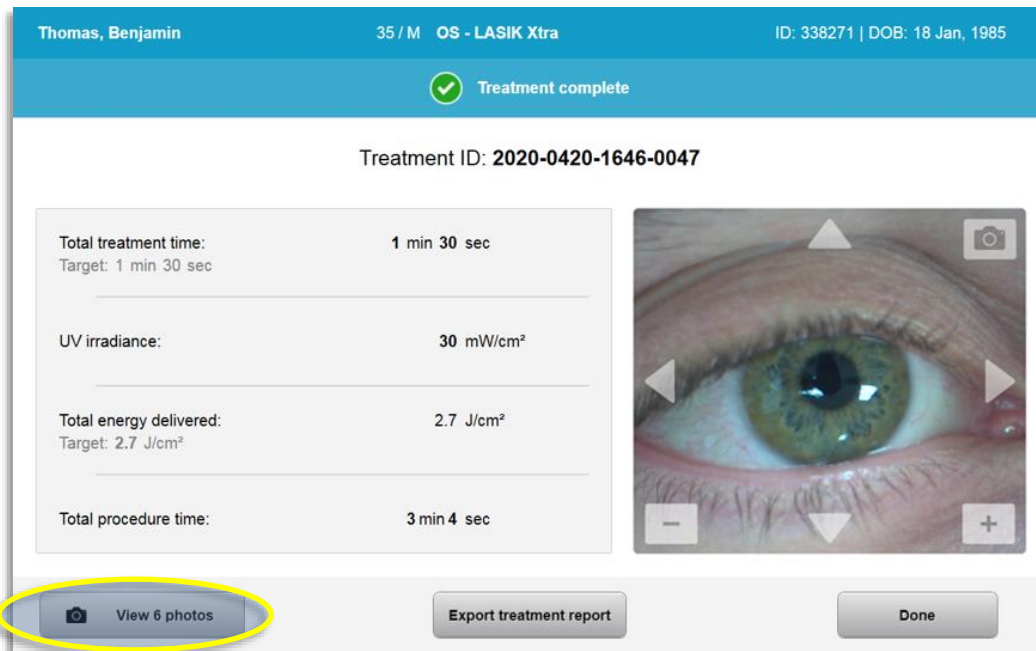 Thomas, Benjamin 35 / M OS - LASIK Xtra ID: 338271 | DOB: 18 Jan, 1985
Treatment complete
Treatment ID: 2020-0420-1646-0047
Total treatment time: 1 min 30 sec
Target: 1 min 30 sec
UV irradiance: 30 mW/cm²
Total energy delivered: 2.7 J/cm²
Target: 2.7 J/cm²
Total procedure time: 3 min 4 sec
View 6 photos Export treatment report Done